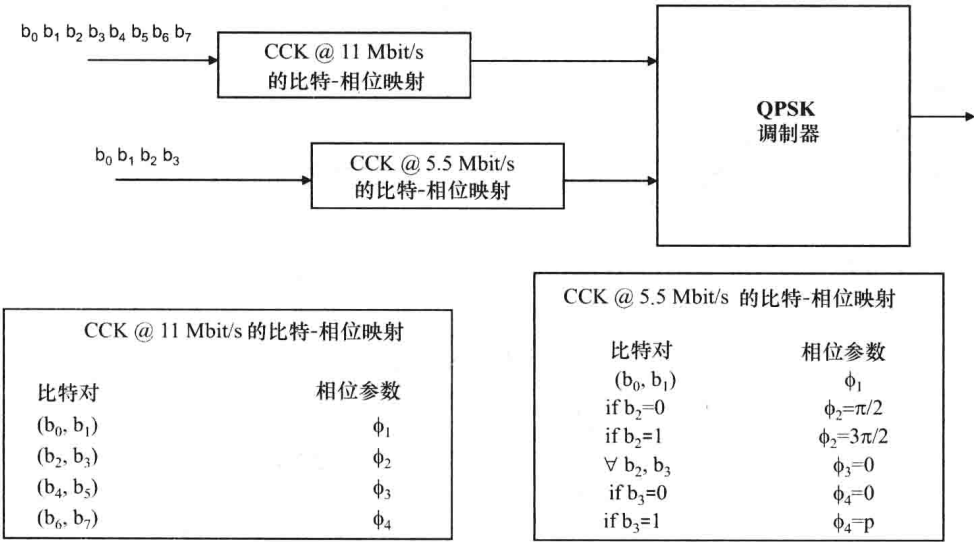 b₀ b₁ b₂ b₃ b₄ b₅ b₆ b₇
CCK @ 11 Mbit/s
的比特-相位映射
QPSK
调制器
b₀ b₁ b₂ b₃
CCK @ 5.5 Mbit/s
的比特-相位映射
CCK @ 11 Mbit/s 的比特-相位映射
比特对 相位参数
(b₀, b₁) ϕ₁
(b₂, b₃) ϕ₂
(b₄, b₅) ϕ₃
(b₆, b₇) ϕ₄
CCK @ 5.5 Mbit/s 的比特-相位映射
比特对 相位参数
(b₀, b₁) ϕ₁
if b₂=0 ϕ₂=π/2
if b₂=1 ϕ₂=3π/2
∀ b₂, b₃ ϕ₃=0
if b₃=0 ϕ₄=0
if b₃=1 ϕ₄=p